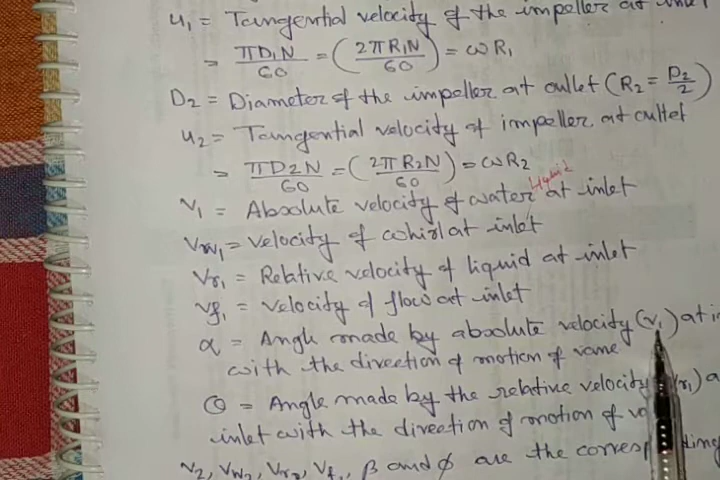 u1 = Tangential velocity of the impeller at inlet
= πD1N/60 = (2πR1N/60) = ωR1
D2 = Diameter of the impeller at outlet (R2 = D2/2)
u2 = Tangential velocity of impeller at outlet
= πD2N/60 = (2πR2N/60) = ωR2
V1 = Absolute velocity of water liquid at inlet
Vw1 = Velocity of whirl at inlet
Vr1 = Relative velocity of liquid at inlet
Vf1 = Velocity of flow at inlet
α = Angle made by absolute velocity (V1) at
with the direction of motion of vane
θ = Angle made by the relative velocity
inlet with the direction of motion of
V2, Vw2, Vr2, Vf2, β and φ are the